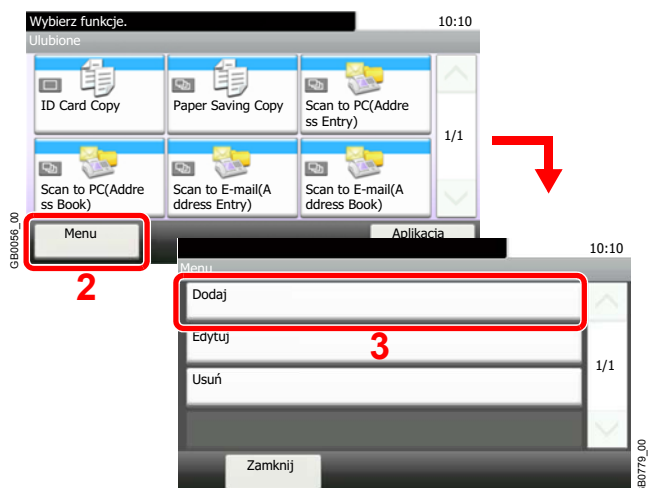 Wybierz funkcje.
10:10
Ulubione
ID Card Copy
Paper Saving Copy
Scan to PC(Addre
ss Entry)
1/1
Scan to PC(Addre
ss Book)
Scan to E-mail(A
ddress Entry)
Scan to E-mail(A
ddress Book)
GB0056_00
Menu
Aplikacja
2
10:10
Menu
Dodaj
3
Edytuj
1/1
Usuń
Zamknij
GB0779_00